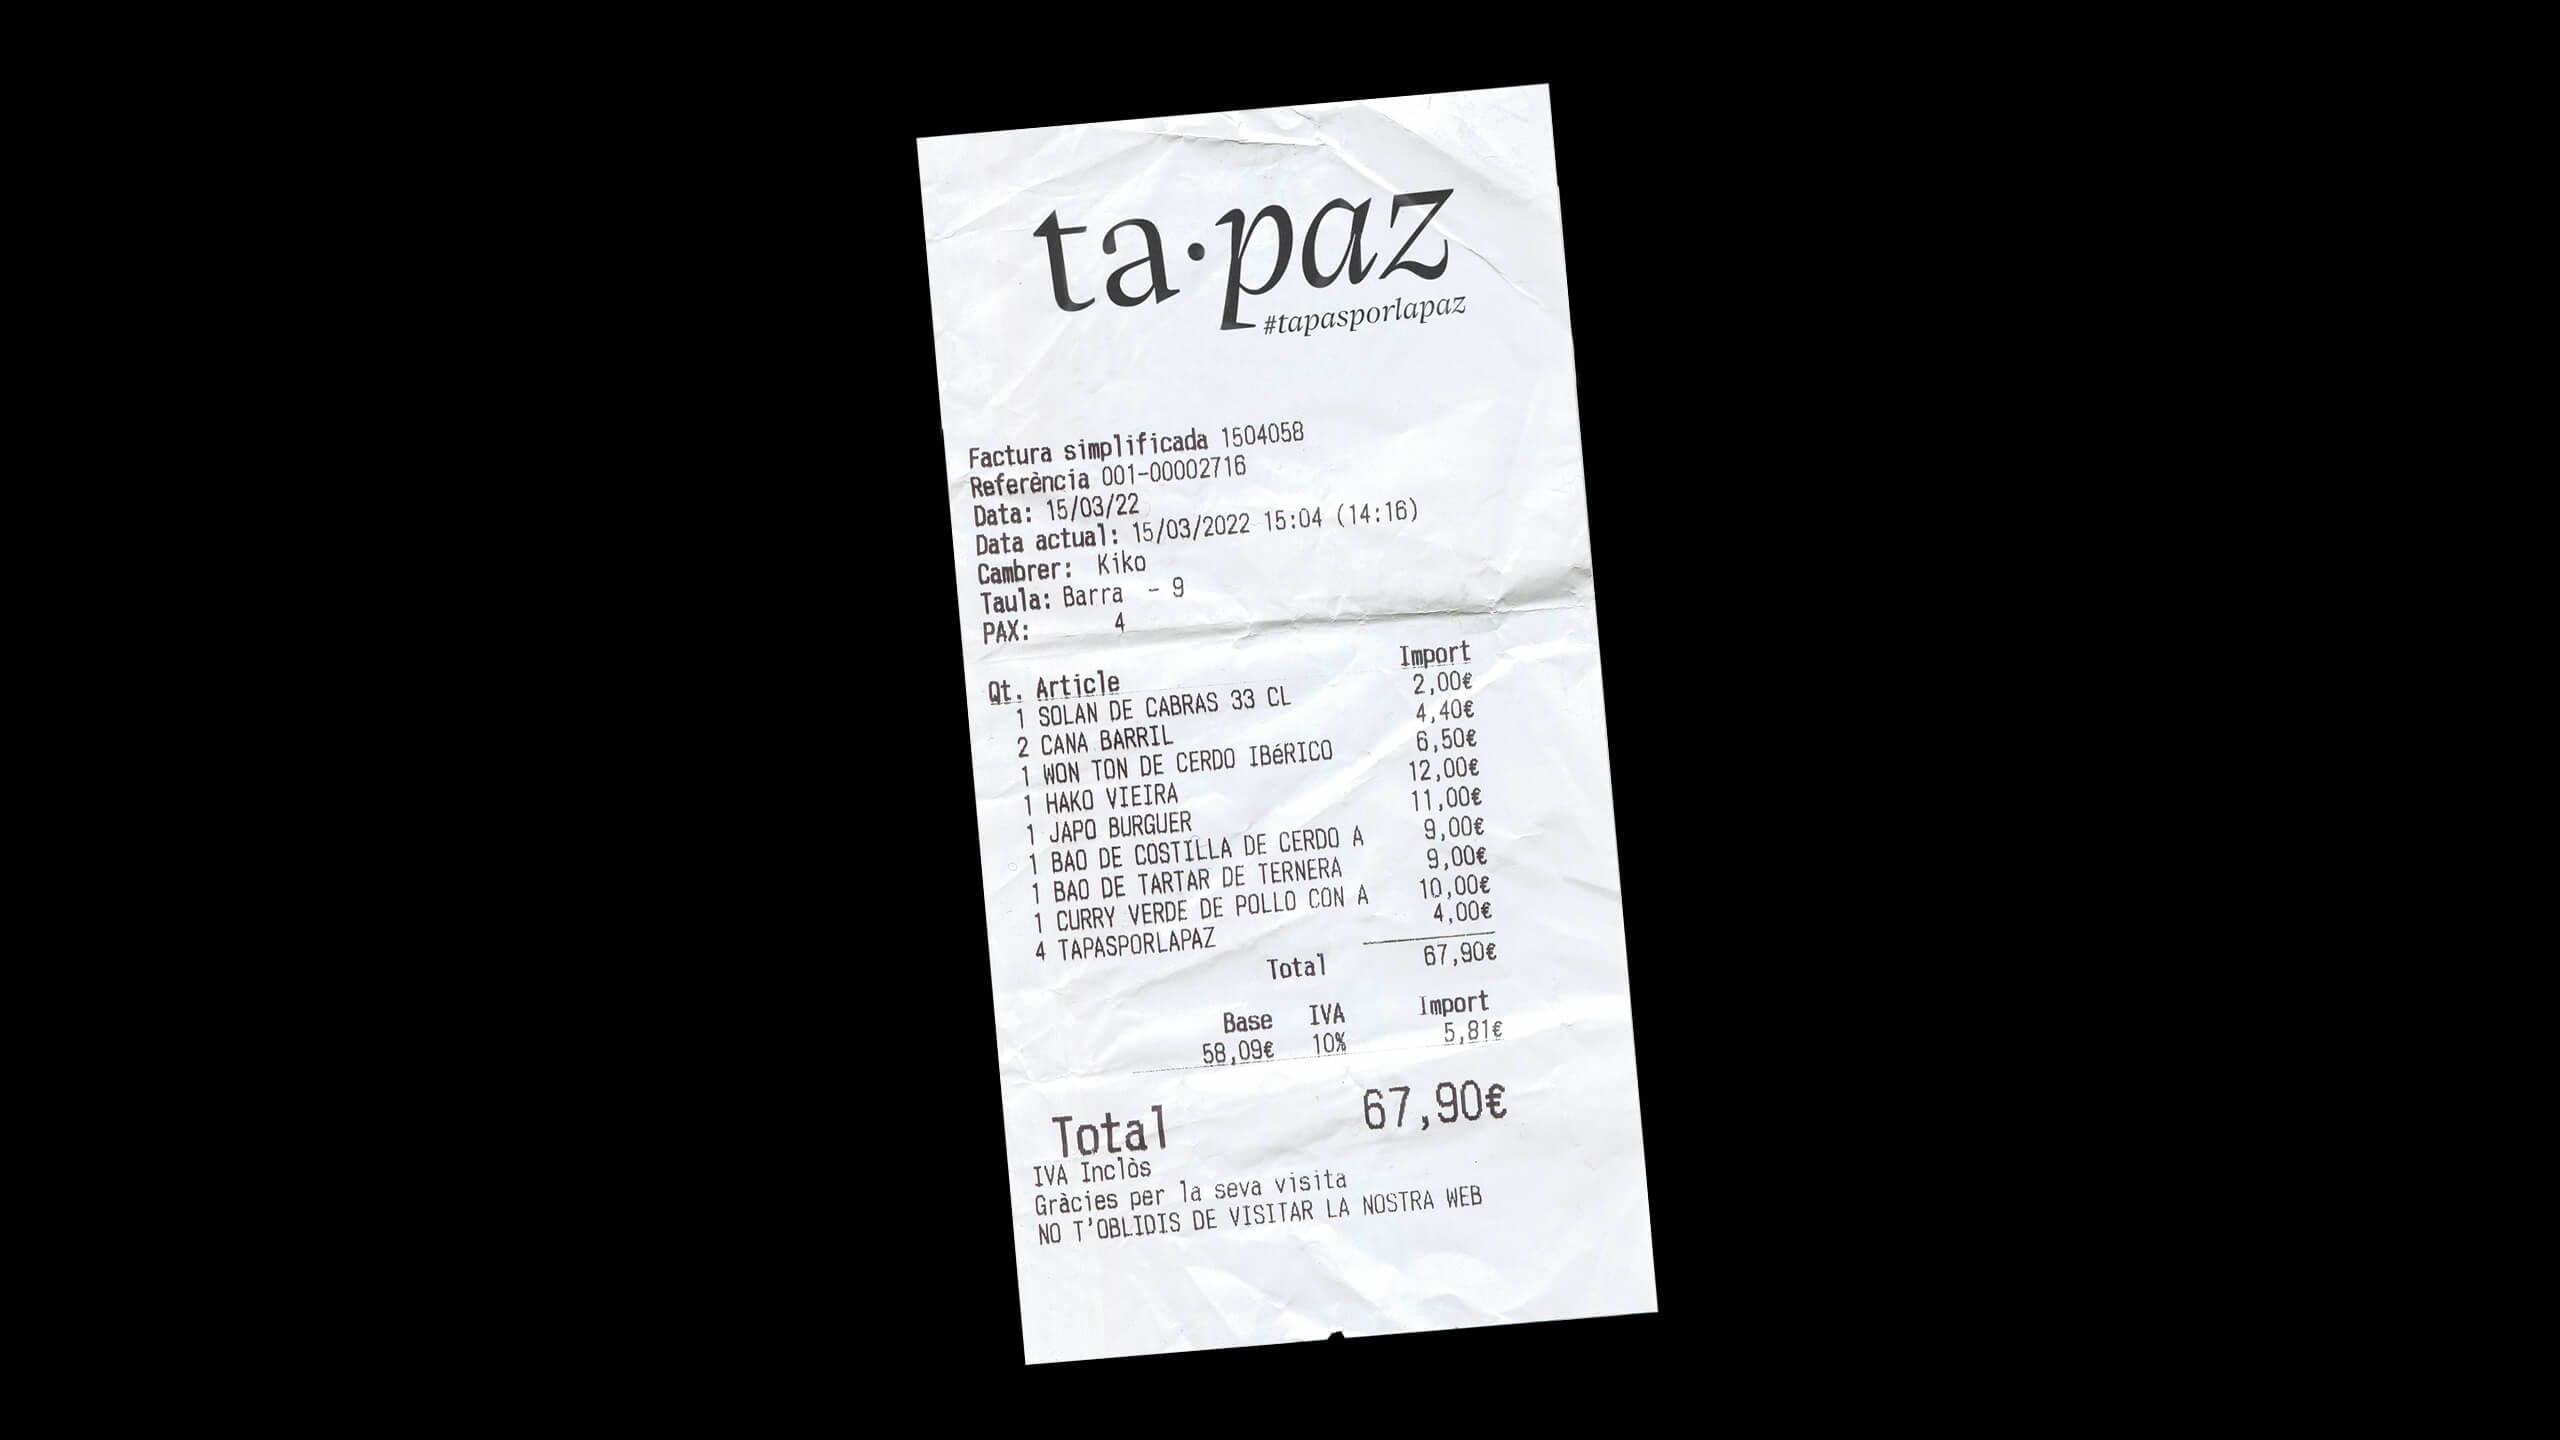 ta·paz
#tapasporlapaz
Factura simplificada 1504058
Referència 001-00002716
Data: 15/03/22
Data actual: 15/03/2022 15:04 (14:16)
Cambrer: Kiko
Taula: Barra - 9
PAX: 4
Qt. Article Import
1 SOLAN DE CABRAS 33 CL 2,00€
2 CANA BARRIL 4,40€
1 WON TON DE CERDO IBéRICO 6,50€
1 HAKO VIEIRA 12,00€
1 JAPO BURGUER 11,00€
1 BAO DE COSTILLA DE CERDO A 9,00€
1 BAO DE TARTAR DE TERNERA 9,00€
1 CURRY VERDE DE POLLO CON A 10,00€
4 TAPASPORLAPAZ 4,00€
Total 67,90€
Base IVA Import
58,09€ 10% 5,81€
Total 67,90€
IVA Inclòs
Gràcies per la seva visita
NO T'OBLIDIS DE VISITAR LA NOSTRA WEB